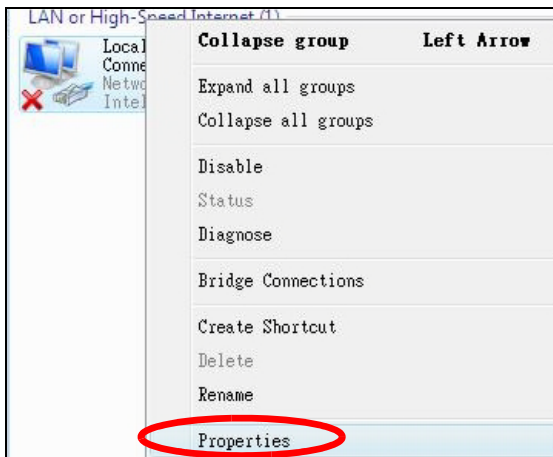 LAN or High-Speed Internet (1)
Local
Conne
Netwo
Intel
Collapse group Left Arrow
Expand all groups
Collapse all groups
Disable
Status
Diagnose
Bridge Connections
Create Shortcut
Delete
Rename
Properties